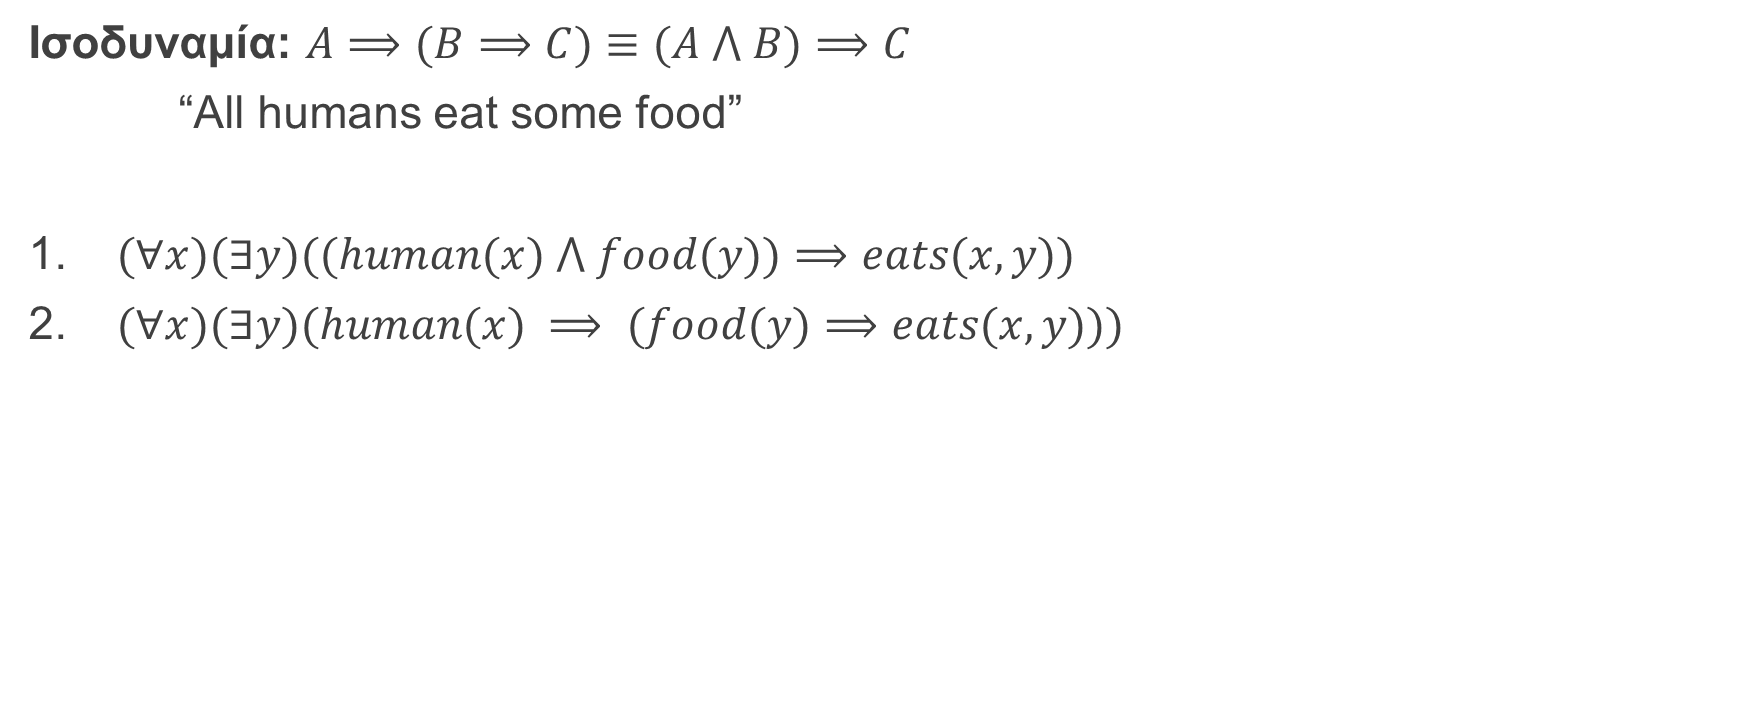 Ισοδυναμία: A ⟹ (B ⟹ C) ≡ (A ⋀ B) ⟹ C
“All humans eat some food”
1. (∀x)(∃y)((human(x) ⋀ food(y)) ⟹ eats(x, y))
2. (∀x)(∃y)(human(x) ⟹ (food(y) ⟹ eats(x, y)))